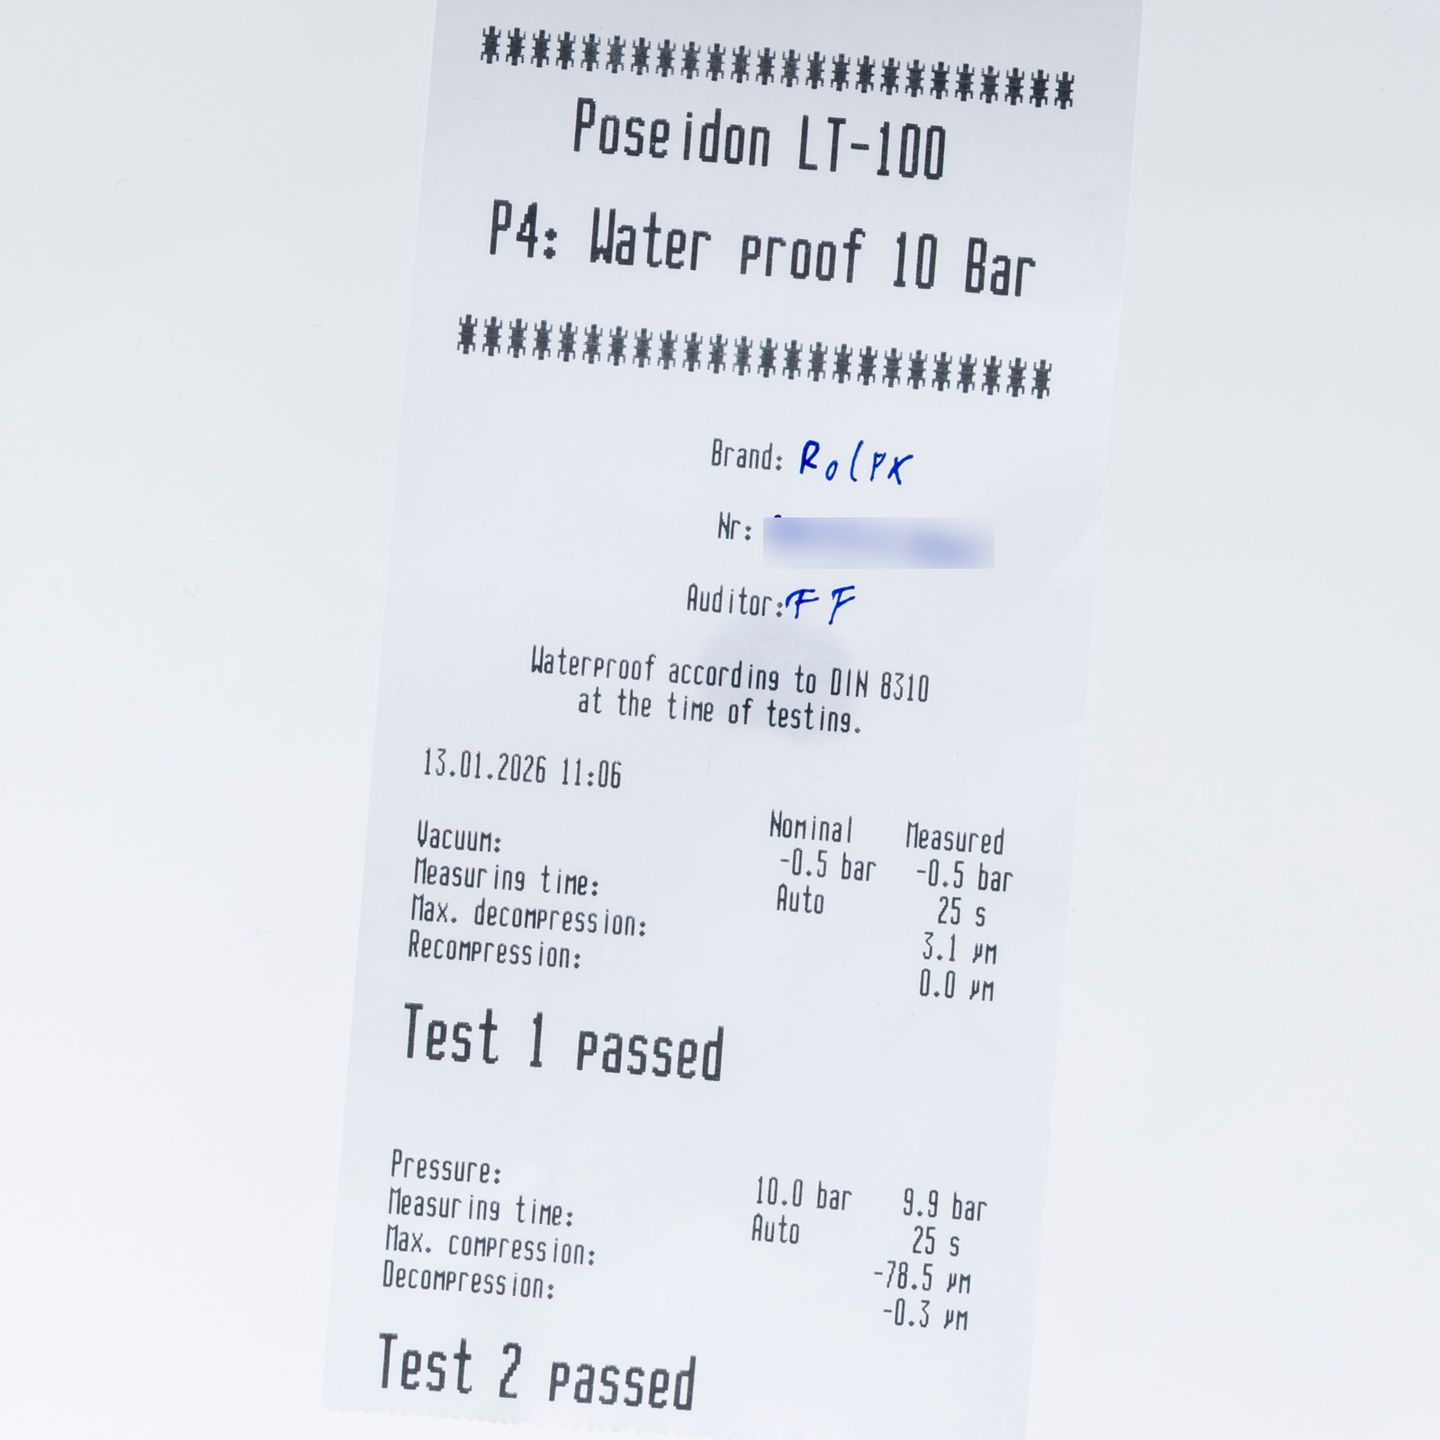 ************************
Poseidon LT-100
P4: Water proof 10 Bar
************************
Brand: Rolex
Nr:
Auditor: FF
Waterproof according to DIN 8310
at the time of testing.
13.01.2026 11:06
Nominal Measured
Vacuum: -0.5 bar -0.5 bar
Measuring time: Auto 25 s
Max. decompression: 3.1 µm
Recompression: 0.0 µm
Test 1 passed
Pressure: 10.0 bar 9.9 bar
Measuring time: Auto 25 s
Max. compression: -78.5 µm
Decompression: -0.3 µm
Test 2 passed